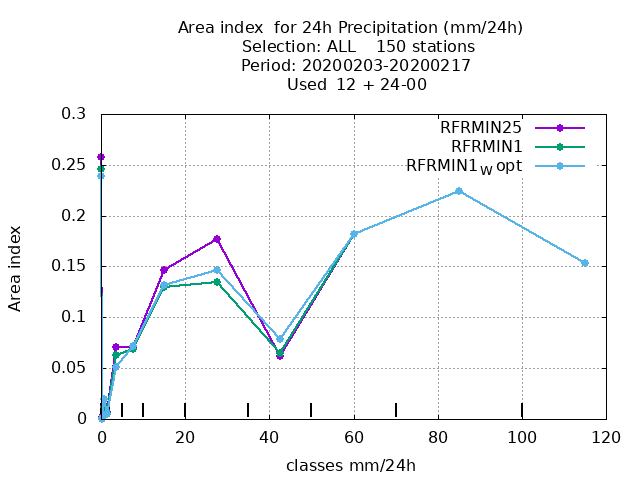 Area index  for 24h Precipitation (mm/24h)
Selection: ALL    150 stations
Period: 20200203-20200217
Used  12 + 24-00
RFRMIN25
RFRMIN1
RFRMIN1w opt
0.3
0.25
0.2
0.15
0.1
0.05
0
Area index
0 20 40 60 80 100 120
classes mm/24h